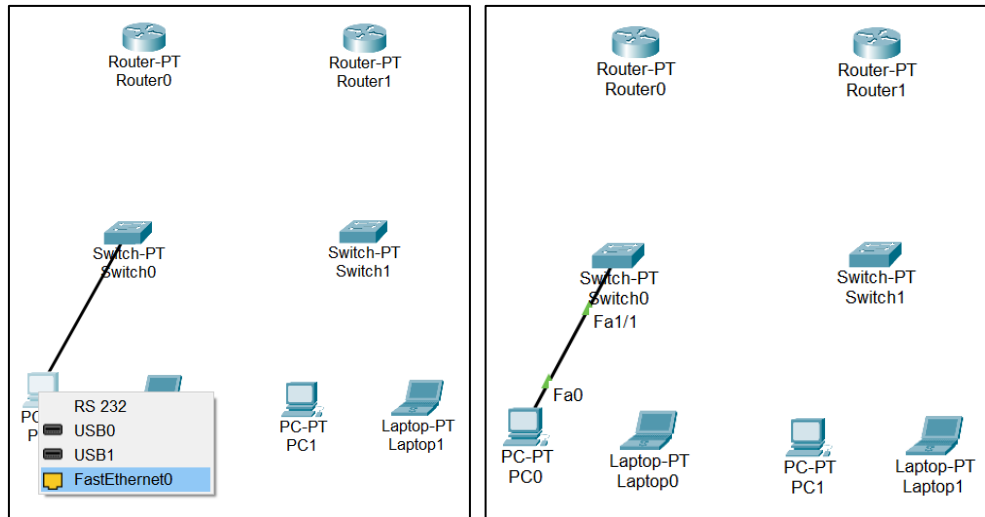 Router-PT
Router0
Router-PT
Router1
Switch-PT
Switch0
Switch-PT
Switch1
RS 232
USB0
USB1
FastEthernet0
PC-PT
PC1
Laptop-PT
Laptop1
Router-PT
Router0
Router-PT
Router1
Switch-PT
Switch0
Switch-PT
Switch1
Fa1/1
Fa0
PC-PT
PC0
Laptop-PT
Laptop0
PC-PT
PC1
Laptop-PT
Laptop1